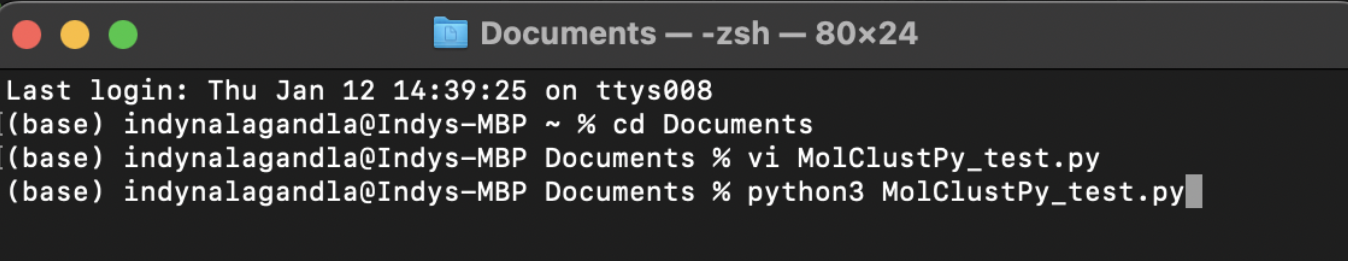 Documents — -zsh — 80×24
Last login: Thu Jan 12 14:39:25 on ttys008
(base) indynalagandla@Indys-MBP ~ % cd Documents
(base) indynalagandla@Indys-MBP Documents % vi MolClustPy_test.py
(base) indynalagandla@Indys-MBP Documents % python3 MolClustPy_test.py